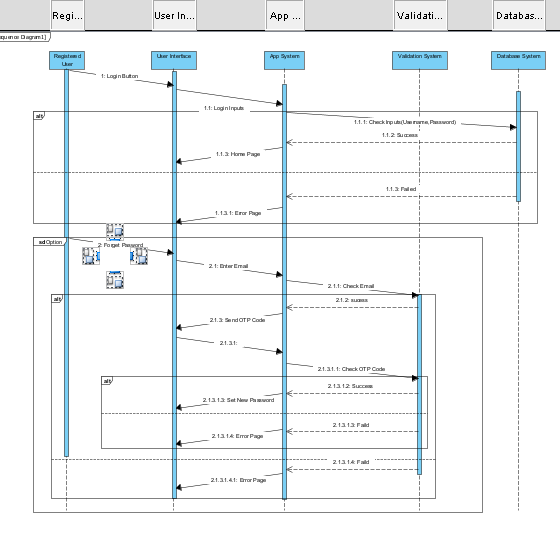 Regi...
User In...
App ...
Validati...
Databas...
equence Diagram1]
Registered
User
User Interface
App System
Validation System
Database System
1: Login Button
1.1: Login Inputs
alt
1.1.1: Check Inputs(Username,Password)
1.1.2: Success
1.1.3: Home Page
1.1.3: Failed
1.1.3.1: Error Page
sd Option
2: Forget Password
2.1: Enter Email
2.1.1: Check Email
alt
2.1.2: sucess
2.1.3: Send OTP Code
2.1.3.1:
2.1.3.1.1: Check OTP Code
alt
2.1.3.1.2: Success
2.1.3.1.3: Set New Password
2.1.3.1.3: Faild
2.1.3.1.4: Error Page
2.1.3.1.4: Faild
2.1.3.1.4.1: Error Page